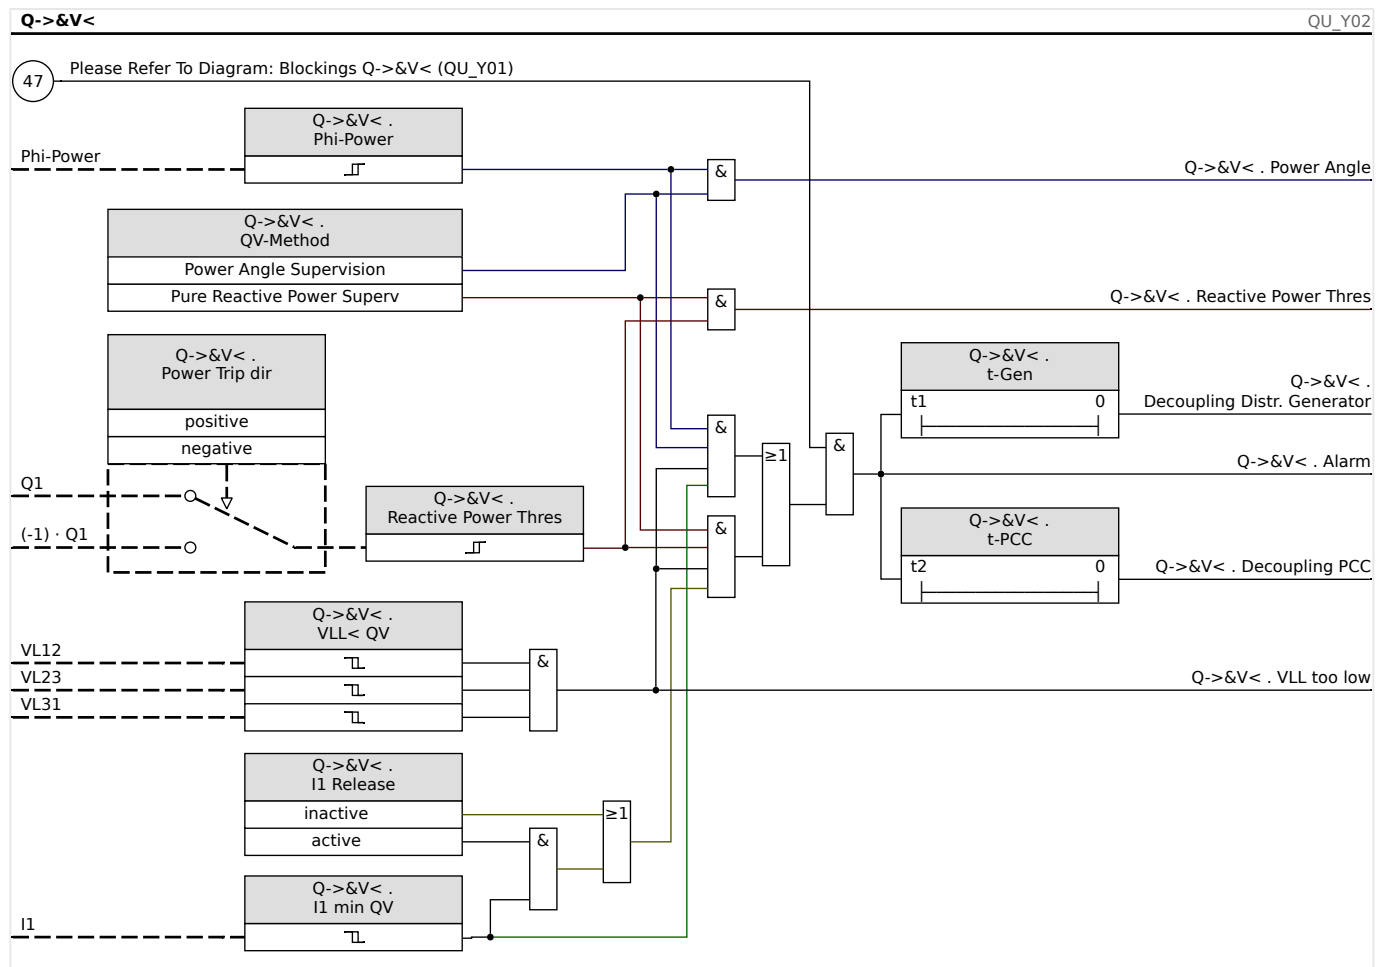 Q->&V<
QU_Y02
47
Please Refer To Diagram: Blockings Q->&V< (QU_Y01)
Q->&V< .
Phi-Power
Phi-Power
&
Q->&V< . Power Angle
Q->&V< .
QV-Method
Power Angle Supervision
Pure Reactive Power Superv
&
Q->&V< . Reactive Power Thres
Q->&V< .
Power Trip dir
positive
negative
Q->&V< .
t-Gen
t1 0
Q->&V< .
Decoupling Distr. Generator
&
≥1
&
Q->&V< . Alarm
Q1
(-1) · Q1
Q->&V< .
Reactive Power Thres
&
Q->&V< .
t-PCC
t2 0
Q->&V< . Decoupling PCC
Q->&V< .
VLL< QV
VL12
VL23
VL31
&
Q->&V< . VLL too low
Q->&V< .
I1 Release
inactive
active
≥1
&
Q->&V< .
I1 min QV
I1